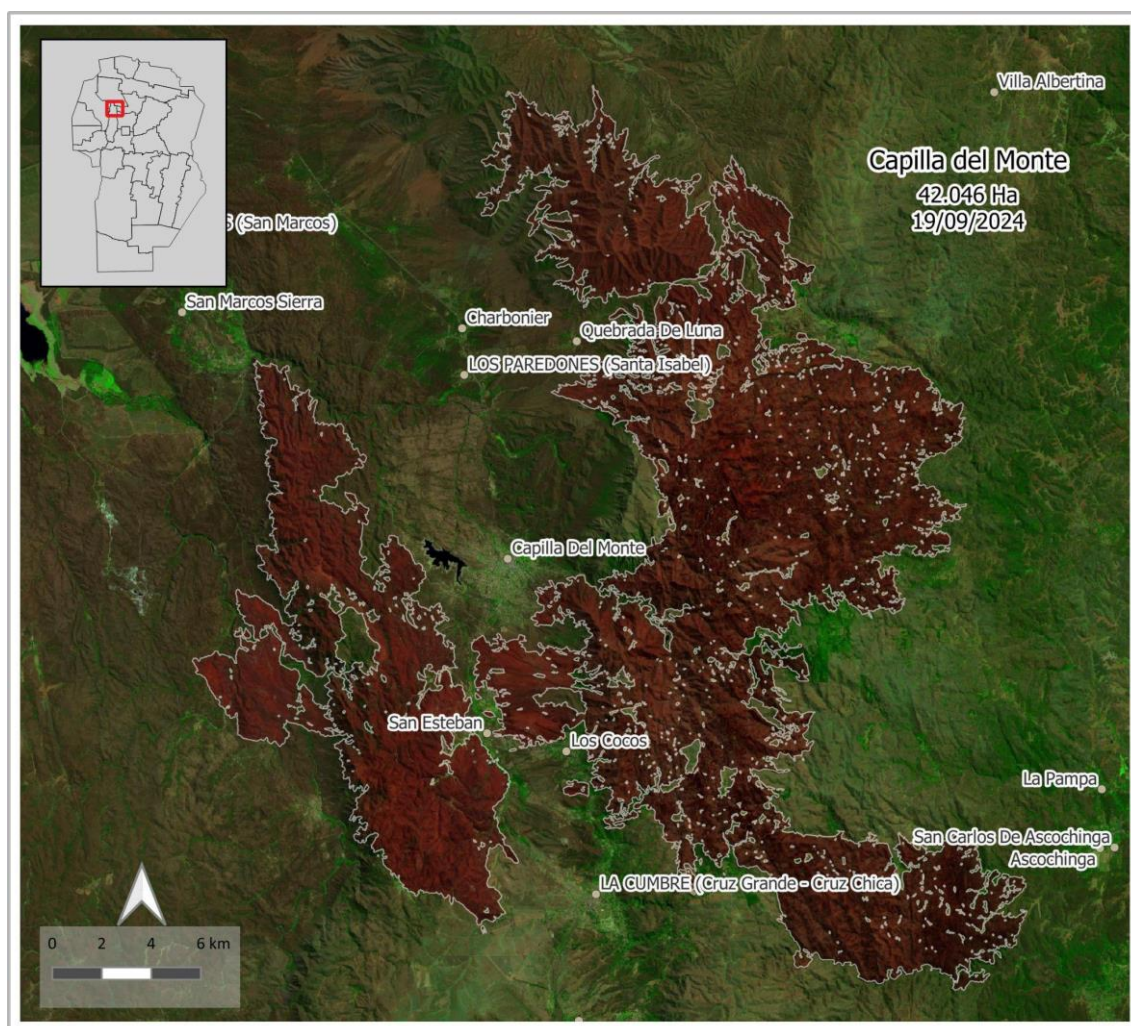 Villa Albertina
Capilla del Monte
42.046 Ha
19/09/2024
S (San Marcos)
San Marcos Sierra
Charbonier
Quebrada De Luna
LOS PAREDONES (Santa Isabel)
Capilla Del Monte
San Esteban
Los Cocos
La Pampa
San Carlos De Ascochinga
Ascochinga
LA CUMBRE (Cruz Grande - Cruz Chica)
0 2 4 6 km